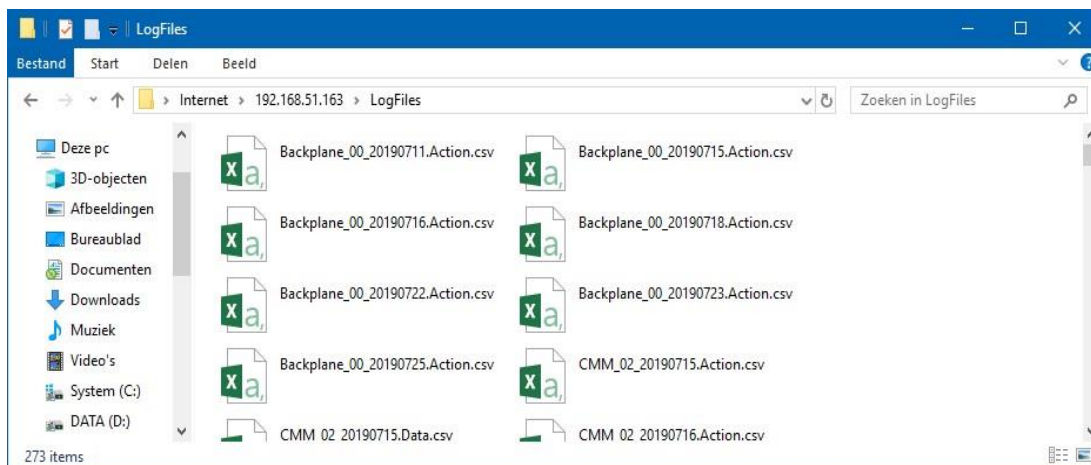 LogFiles
Bestand Start Delen Beeld
Internet > 192.168.51.163 > LogFiles
Zoeken in LogFiles
Deze pc
3D-objecten
Afbeeldingen
Bureaublad
Documenten
Downloads
Muziek
Video's
System (C:)
DATA (D:)
Backplane_00_20190711.Action.csv
Backplane_00_20190715.Action.csv
Backplane_00_20190716.Action.csv
Backplane_00_20190718.Action.csv
Backplane_00_20190722.Action.csv
Backplane_00_20190723.Action.csv
Backplane_00_20190725.Action.csv
CMM_02_20190715.Action.csv
CMM_02_20190715.Data.csv
CMM_02_20190716.Action.csv
273 items